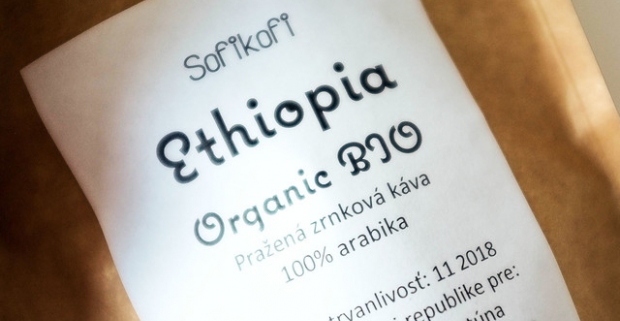 Sofikofi
Ethiopia
Organic BIO
Pražená zrnková káva
100% arabika
trvanlivosť: 11 2018
republike pre: